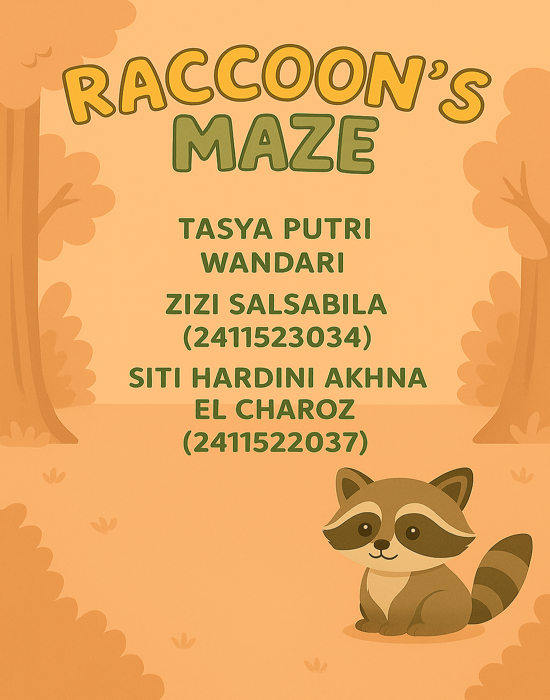 RACCOON'S
MAZE
TASYA PUTRI
WANDARI
ZIZI SALSABILA
(2411523034)
SITI HARDINI AKHNA
EL CHAROZ
(2411522037)